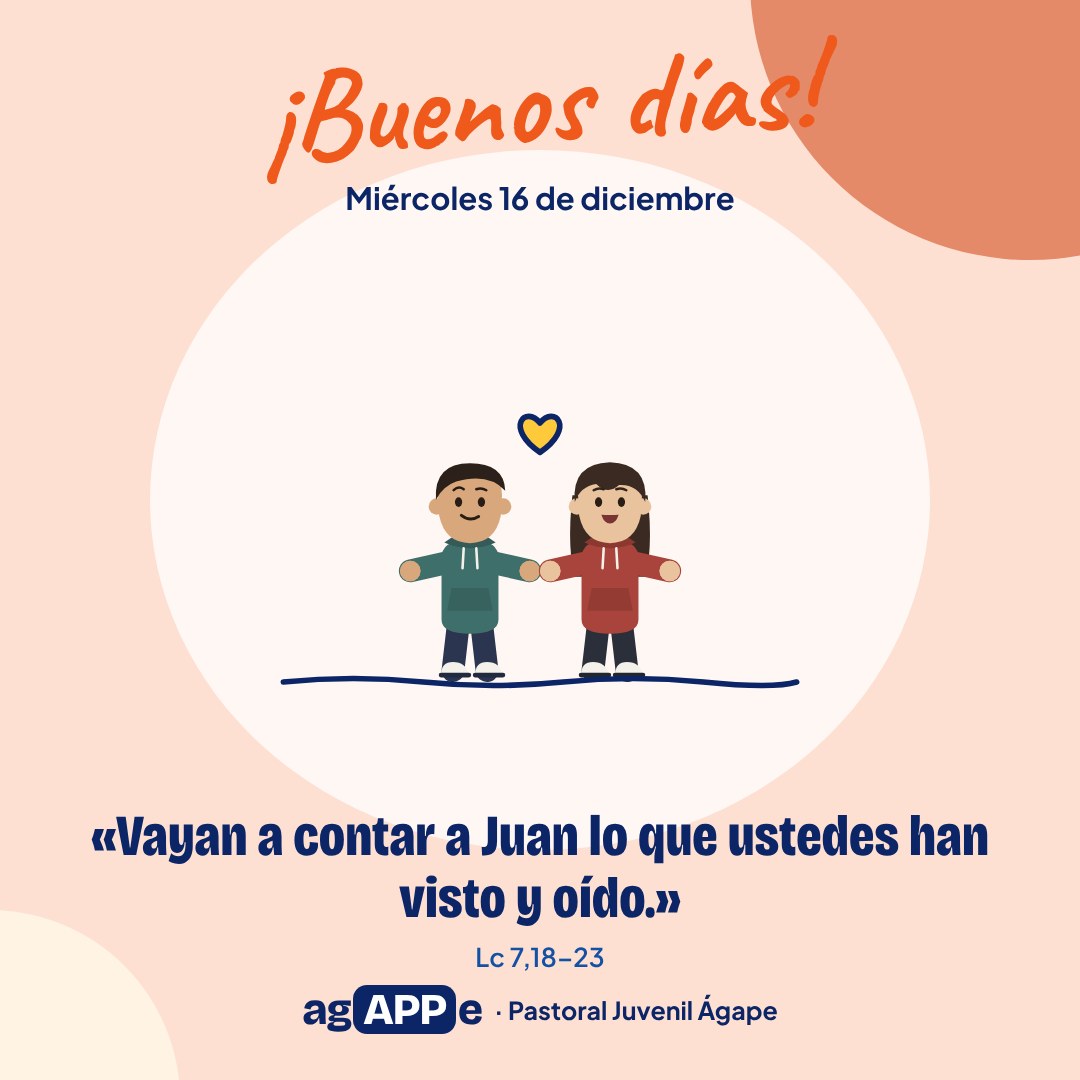 ¡Buenos días!
Miércoles 16 de diciembre
«Vayan a contar a Juan lo que ustedes han
visto y oído.»
Lc 7,18–23
agAPPe · Pastoral Juvenil Ágape